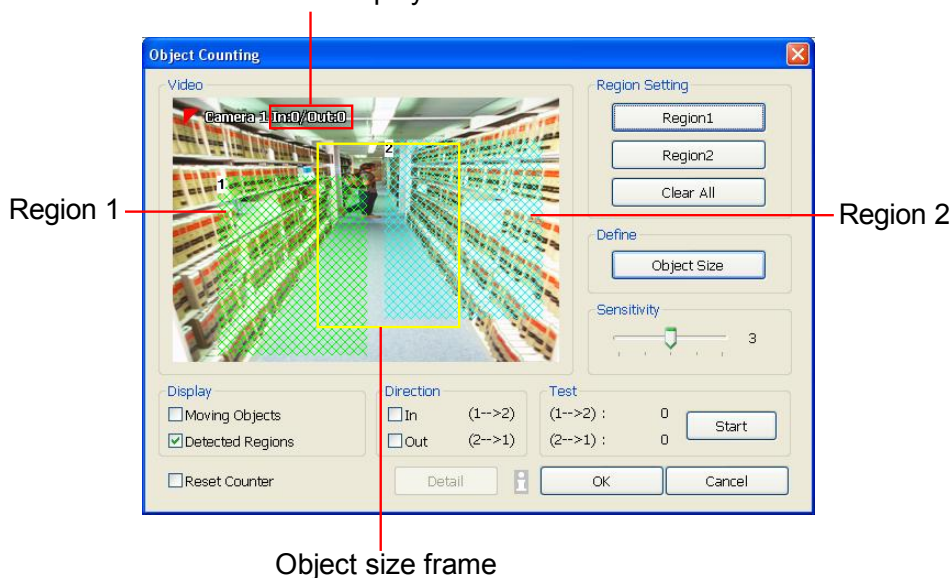 Object Counting
Video
Camera 1 In:0/Out:0
1
2
Region 1
Region 2
Region Setting
Region1
Region2
Clear All
Define
Object Size
Sensitivity
3
Display
Moving Objects
Detected Regions
Direction
In (1-->2)
Out (2-->1)
Test
(1-->2) : 0
(2-->1) : 0
Start
Reset Counter
Detail
OK
Cancel
Object size frame